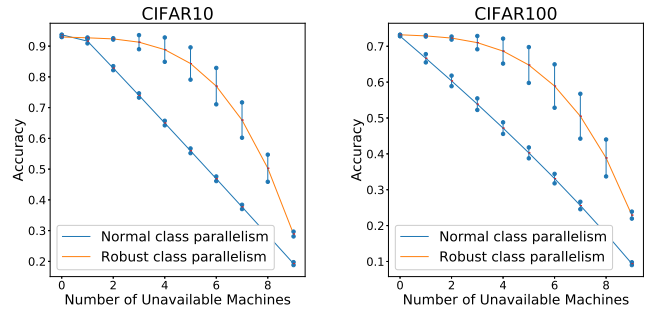 CIFAR10
Accuracy
0.9
0.8
0.7
0.6
0.5
0.4
0.3
0.2
Normal class parallelism
Robust class parallelism
0 2 4 6 8
Number of Unavailable Machines
CIFAR100
Accuracy
0.7
0.6
0.5
0.4
0.3
0.2
0.1
Normal class parallelism
Robust class parallelism
0 2 4 6 8
Number of Unavailable Machines